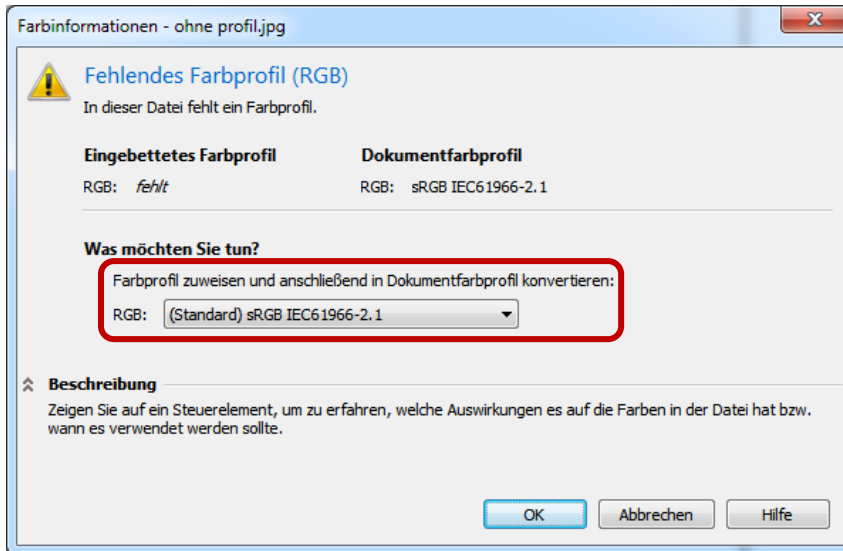 Farbinformationen - ohne profil.jpg
Fehlendes Farbprofil (RGB)
In dieser Datei fehlt ein Farbprofil.
Eingebettetes Farbprofil Dokumentfarbprofil
RGB: fehlt RGB: sRGB IEC61966-2.1
Was möchten Sie tun?
Farbprofil zuweisen und anschließend in Dokumentfarbprofil konvertieren:
RGB: (Standard) sRGB IEC61966-2.1
Beschreibung
Zeigen Sie auf ein Steuerelement, um zu erfahren, welche Auswirkungen es auf die Farben in der Datei hat bzw.
wann es verwendet werden sollte.
OK Abbrechen Hilfe